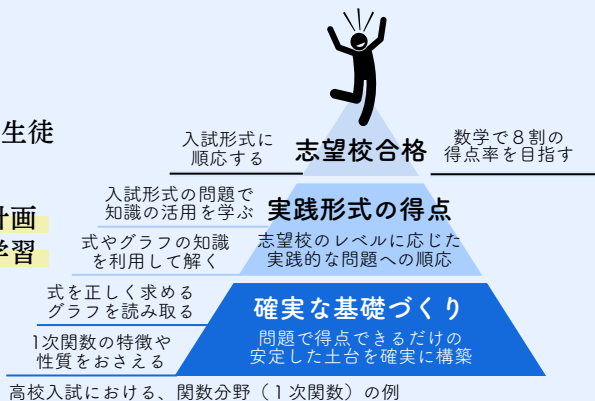 生徒
計画
学習
入試形式に
順応する
志望校合格
数学で８割の
得点率を目指す
入試形式の問題で
知識の活用を学ぶ
実践形式の得点
式やグラフの知識
を利用して解く
志望校のレベルに応じた
実践的な問題への順応
式を正しく求める
グラフを読み取る
確実な基礎づくり
1次関数の特徴や
性質をおさえる
問題で得点できるだけの
安定した土台を確実に構築
高校入試における、関数分野（１次関数）の例